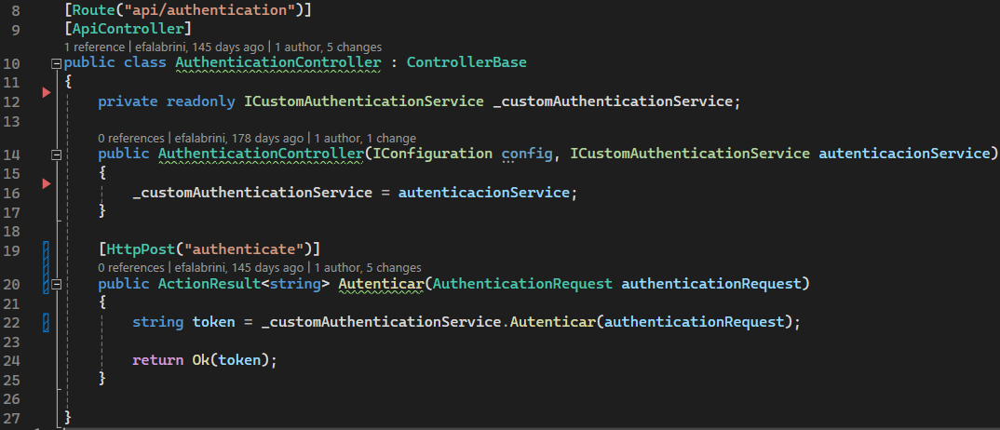 8 [Route("api/authentication")]
9 [ApiController]
1 reference | efalabrini, 145 days ago | 1 author, 5 changes
10 public class AuthenticationController : ControllerBase
11 {
12 private readonly ICustomAuthenticationService _customAuthenticationService;
13
0 references | efalabrini, 178 days ago | 1 author, 1 change
14 public AuthenticationController(IConfiguration config, ICustomAuthenticationService autenticacionService)
15 {
16 _customAuthenticationService = autenticacionService;
17 }
18
19 [HttpPost("authenticate")]
0 references | efalabrini, 145 days ago | 1 author, 5 changes
20 public ActionResult<string> Autenticar(AuthenticationRequest authenticationRequest)
21 {
22 string token = _customAuthenticationService.Autenticar(authenticationRequest);
23
24 return Ok(token);
25 }
26
27 }